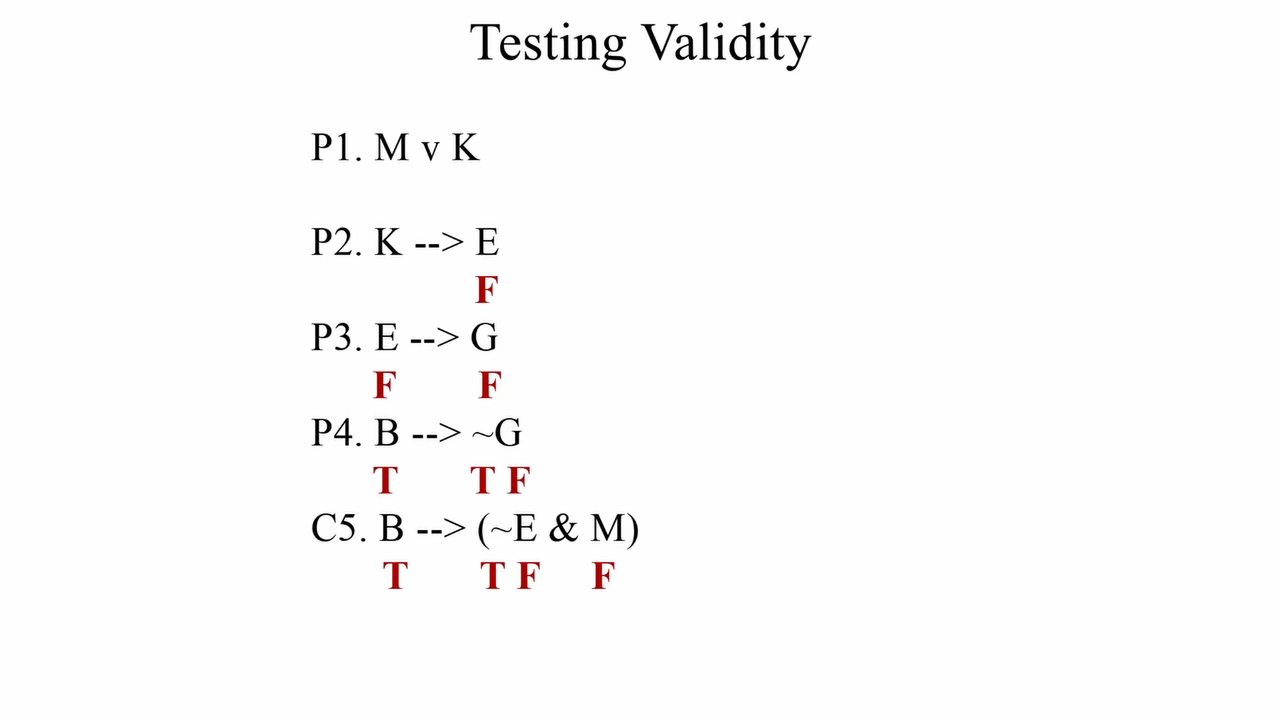 Testing Validity
P1. M v K
P2. K --> E
F
P3. E --> G
F F
P4. B --> ~G
T T F
C5. B --> (~E & M)
T T F F